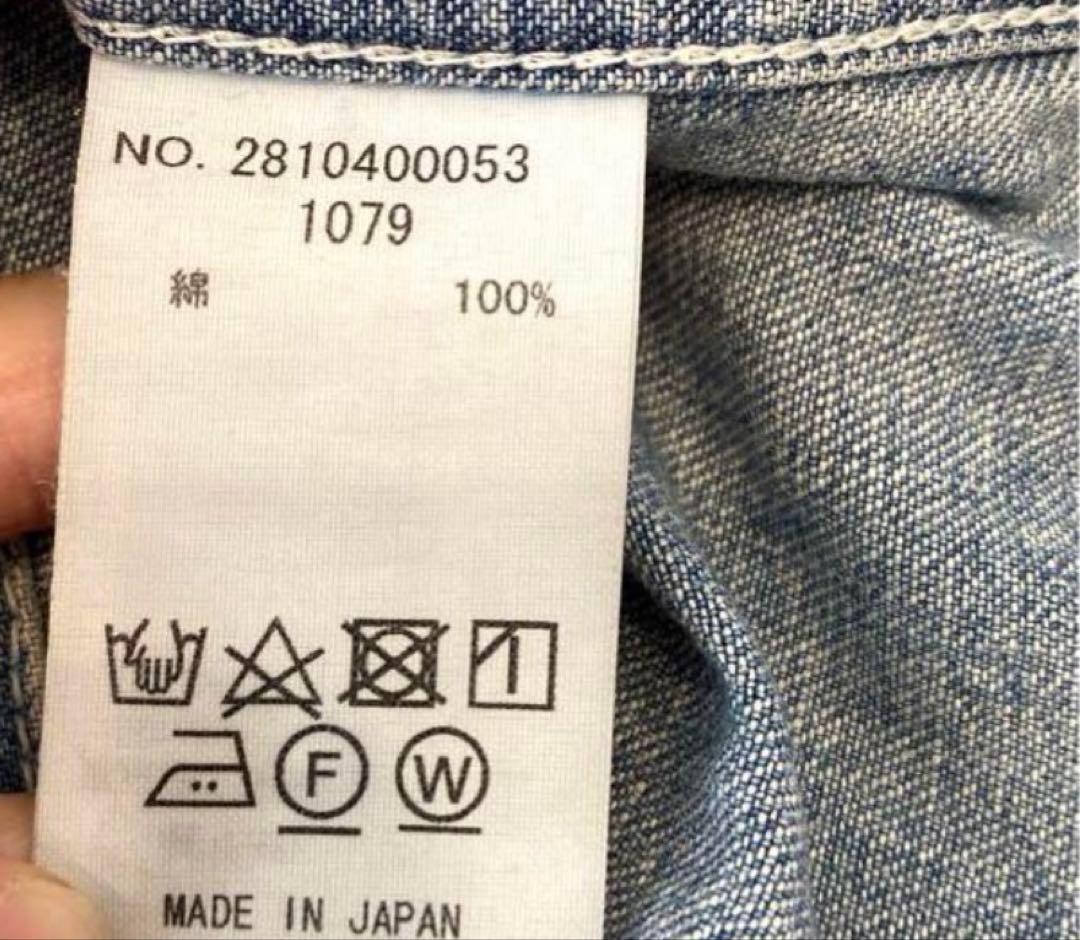 NO. 2810400053
1079
綿 100%
F W
MADE IN JAPAN